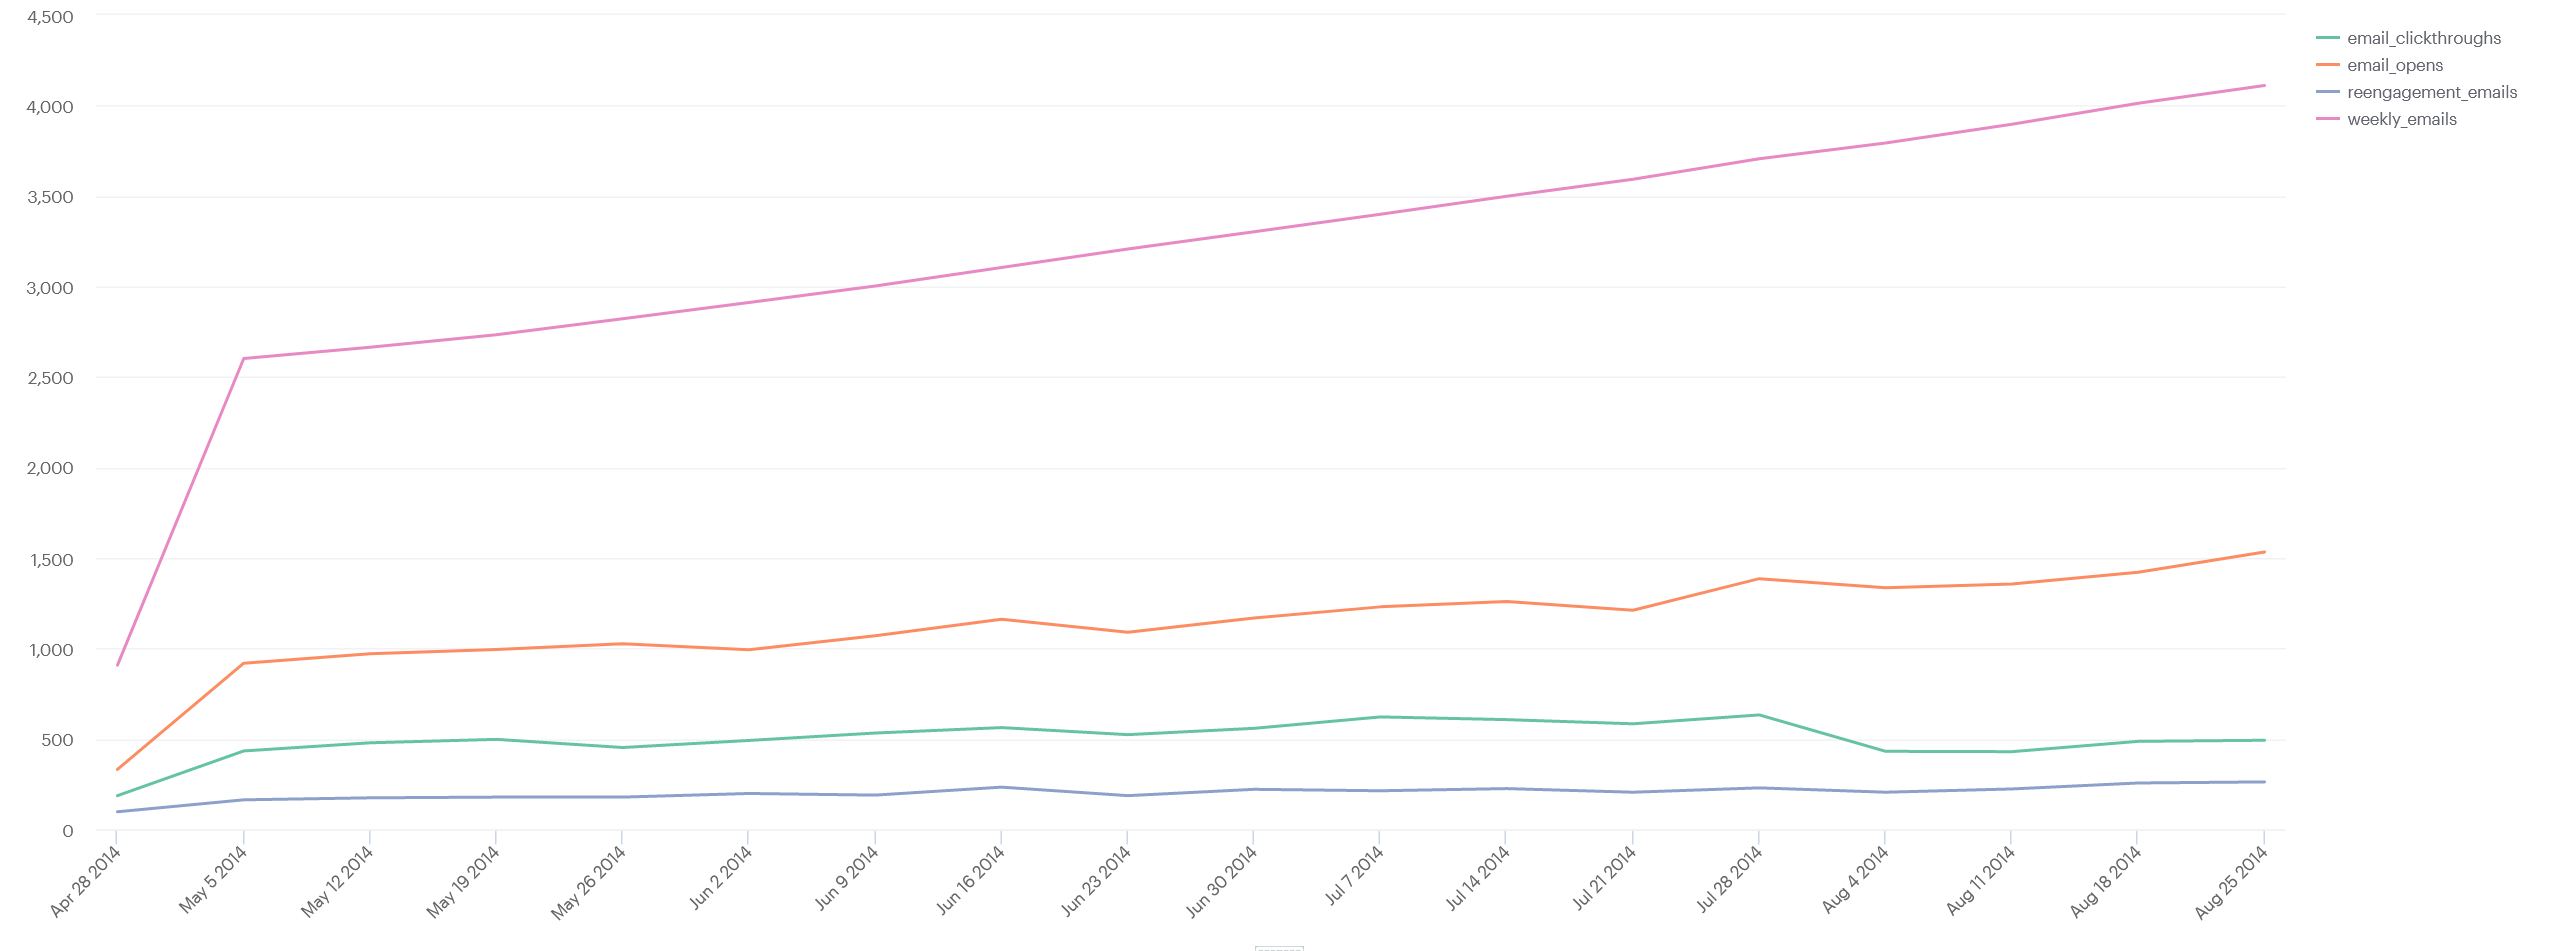 4,500
4,000
3,500
3,000
2,500
2,000
1,500
1,000
500
0
Apr 28 2014
May 5 2014
May 12 2014
May 19 2014
May 26 2014
Jun 2 2014
Jun 9 2014
Jun 16 2014
Jun 23 2014
Jun 30 2014
Jul 7 2014
Jul 14 2014
Jul 21 2014
Jul 28 2014
Aug 4 2014
Aug 11 2014
Aug 18 2014
Aug 25 2014
email_clickthroughs
email_opens
reengagement_emails
weekly_emails